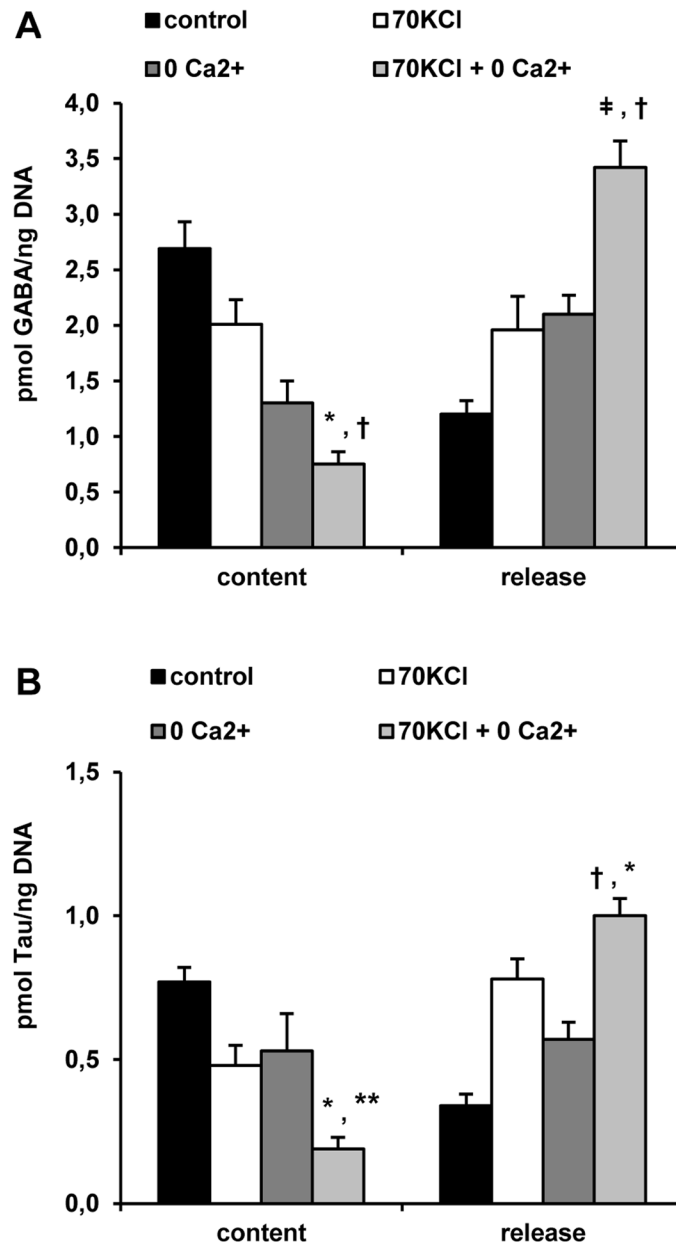 A
control 70KCl
0 Ca2+ 70KCl + 0 Ca2+
pmol GABA/ng DNA
4,0
3,5
3,0
2,5
2,0
1,5
1,0
0,5
0,0
* , †
ǂ , †
content release
B
control 70KCl
0 Ca2+ 70KCl + 0 Ca2+
pmol Tau/ng DNA
1,5
1,0
0,5
0,0
* , **
† , *
content release